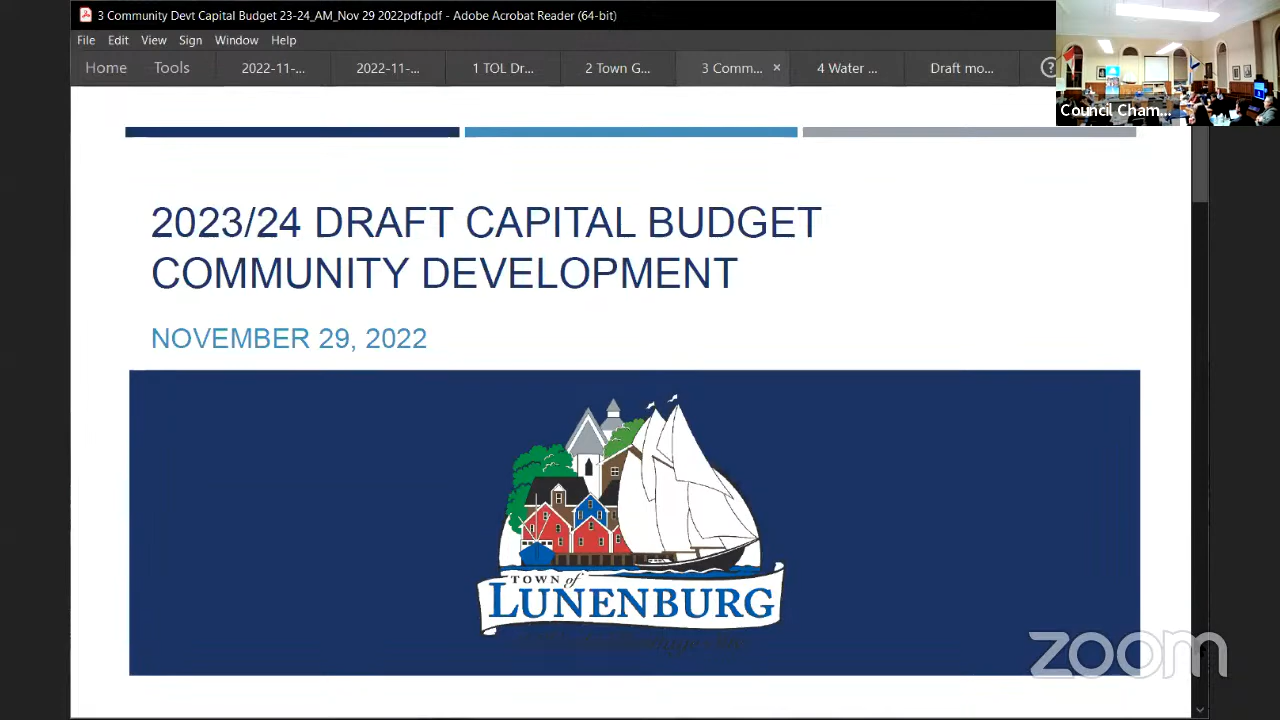 3 Community Devt Capital Budget 23-24_AM_Nov 29 2022pdf.pdf - Adobe Acrobat Reader (64-bit)
File Edit View Sign Window Help
Home Tools 2022-11-... 2022-11-... 1 TOL Dr... 2 Town G... 3 Comm... × 4 Water ... Draft mo... ?
Council Cham...
2023/24 DRAFT CAPITAL BUDGET
COMMUNITY DEVELOPMENT
NOVEMBER 29, 2022
TOWN of
LUNENBURG
zoom